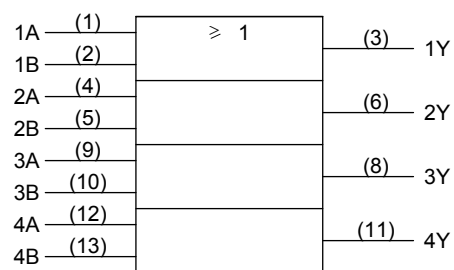 1A (1) ≥ 1 (3) 1Y
1B (2)
2A (4) (6) 2Y
2B (5)
3A (9) (8) 3Y
3B (10)
4A (12) (11) 4Y
4B (13)